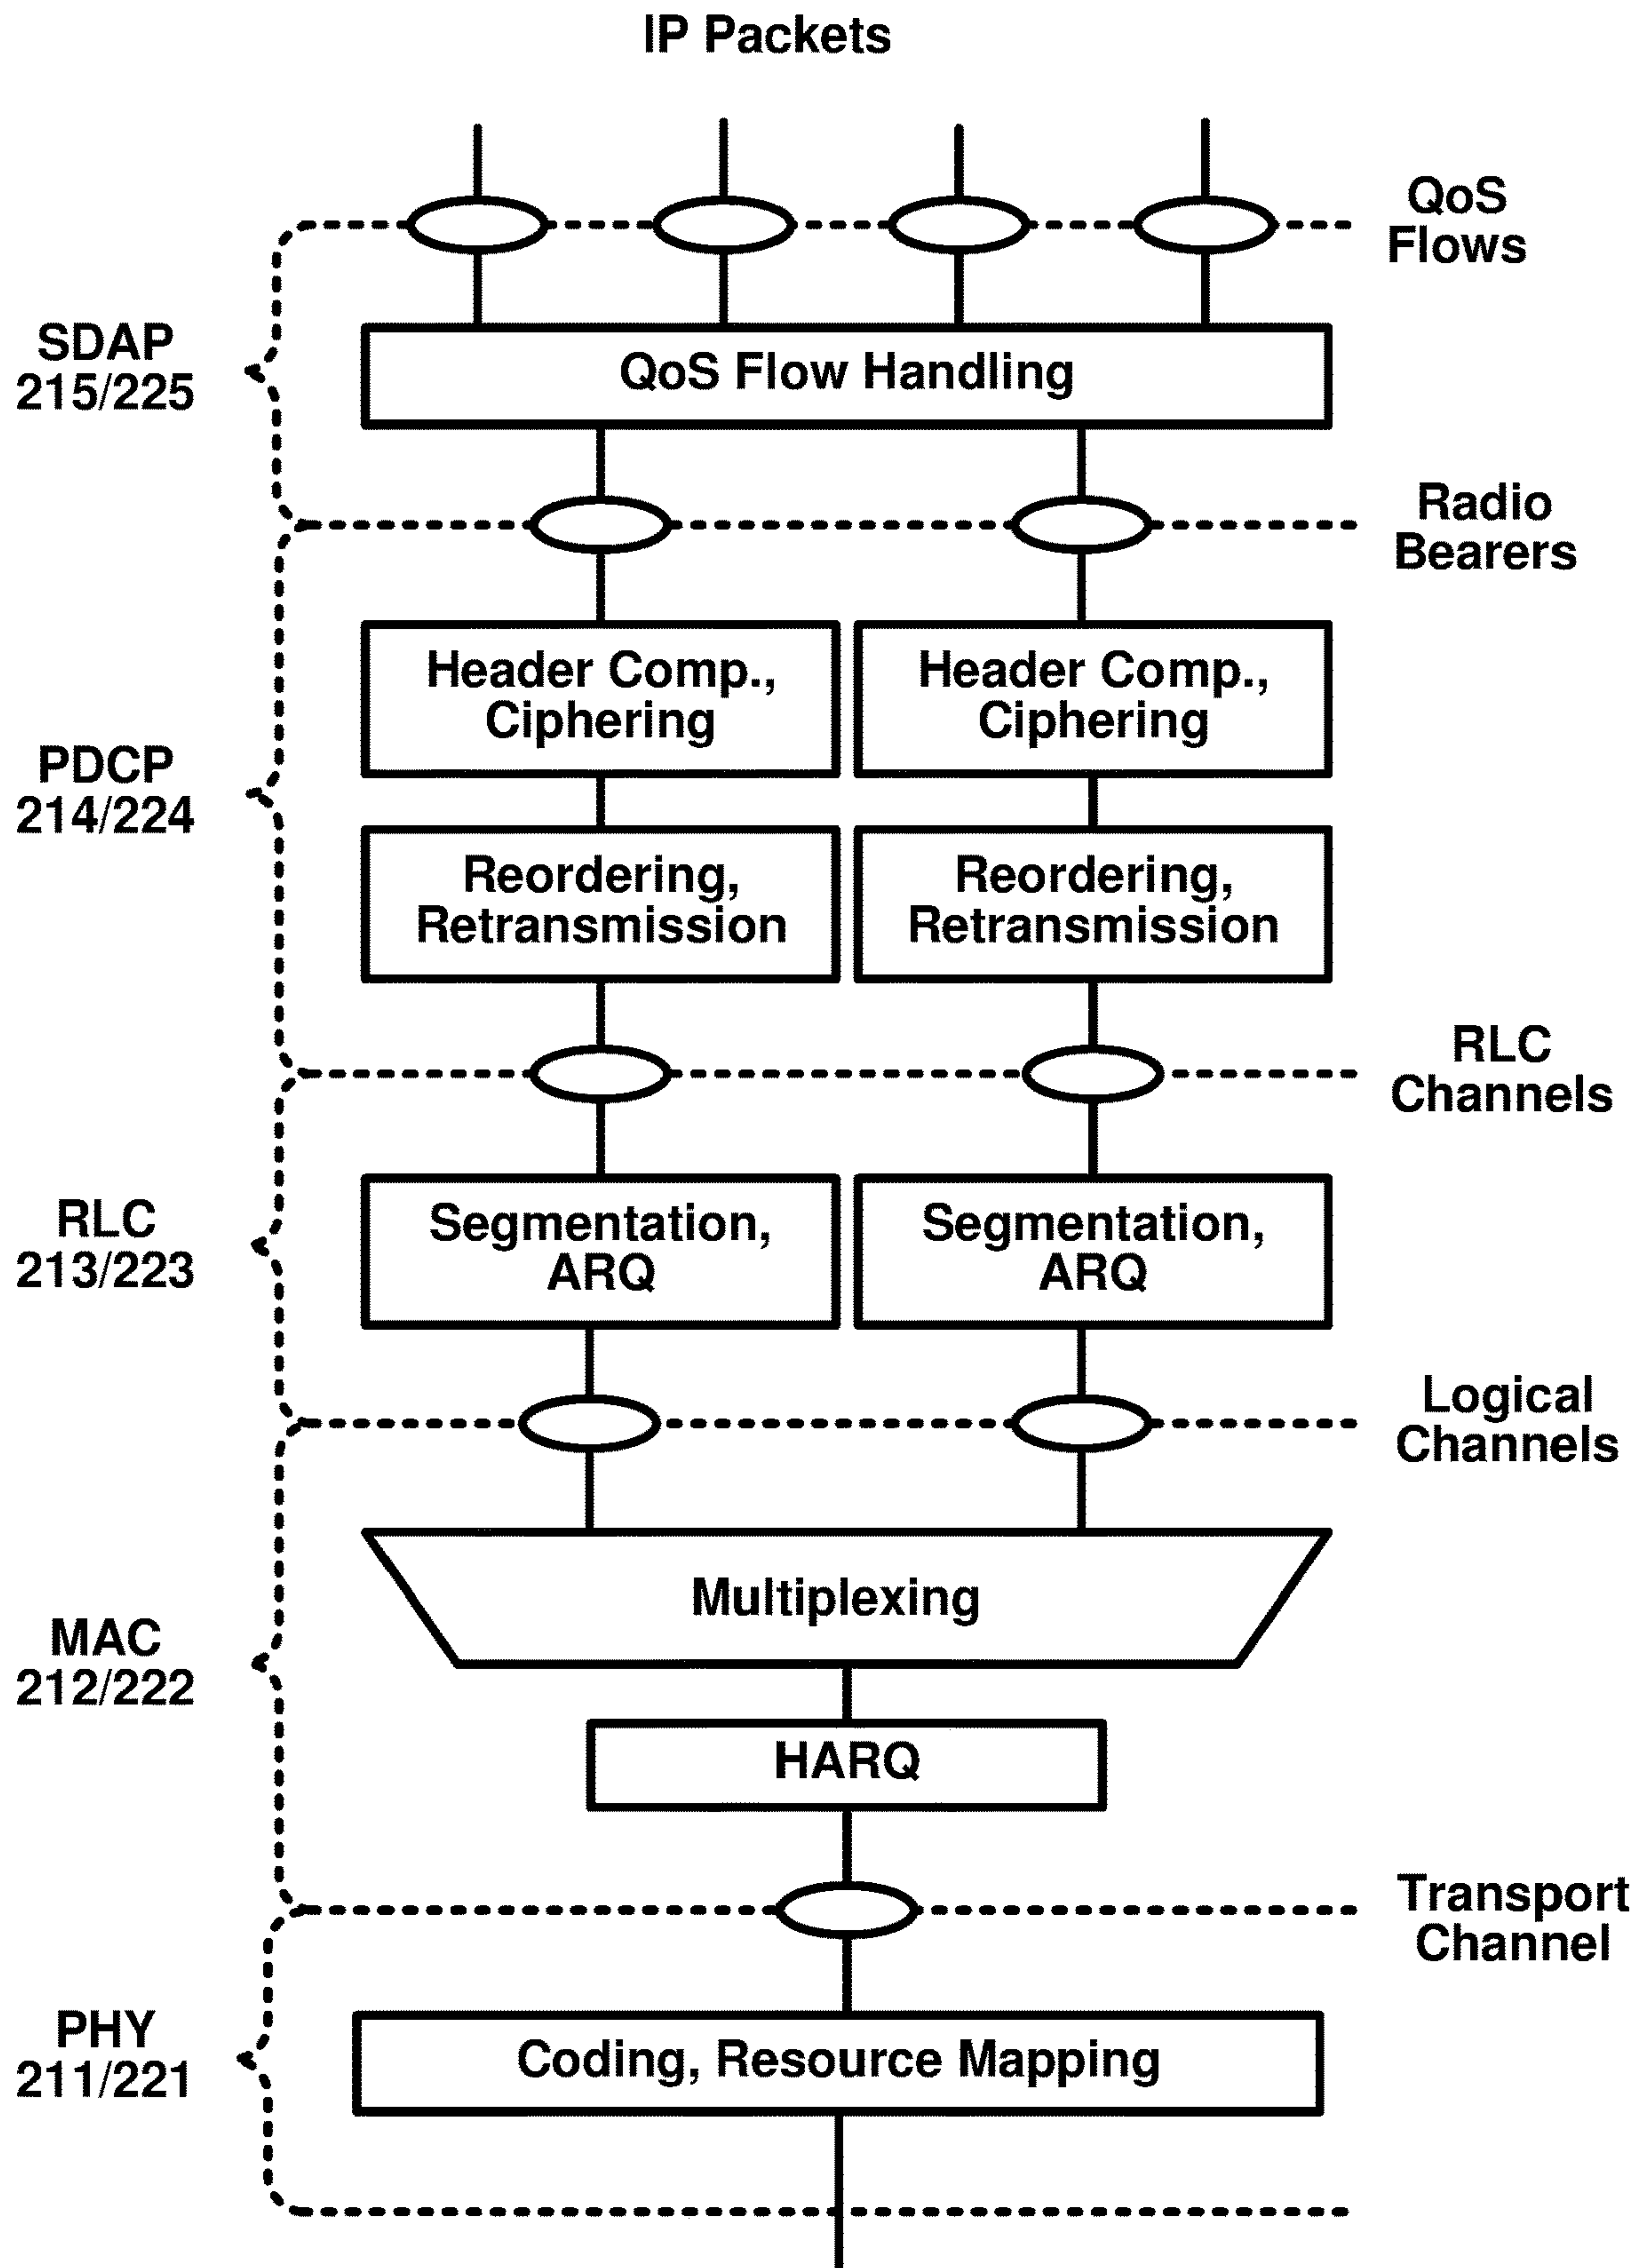 IP Packets
QoS
Flows
SDAP
215/225
QoS Flow Handling
Radio
Bearers
Header Comp.,
Ciphering
Header Comp.,
Ciphering
PDCP
214/224
Reordering,
Retransmission
Reordering,
Retransmission
RLC
Channels
RLC
213/223
Segmentation,
ARQ
Segmentation,
ARQ
Logical
Channels
Multiplexing
MAC
212/222
HARQ
Transport
Channel
PHY
211/221
Coding, Resource Mapping